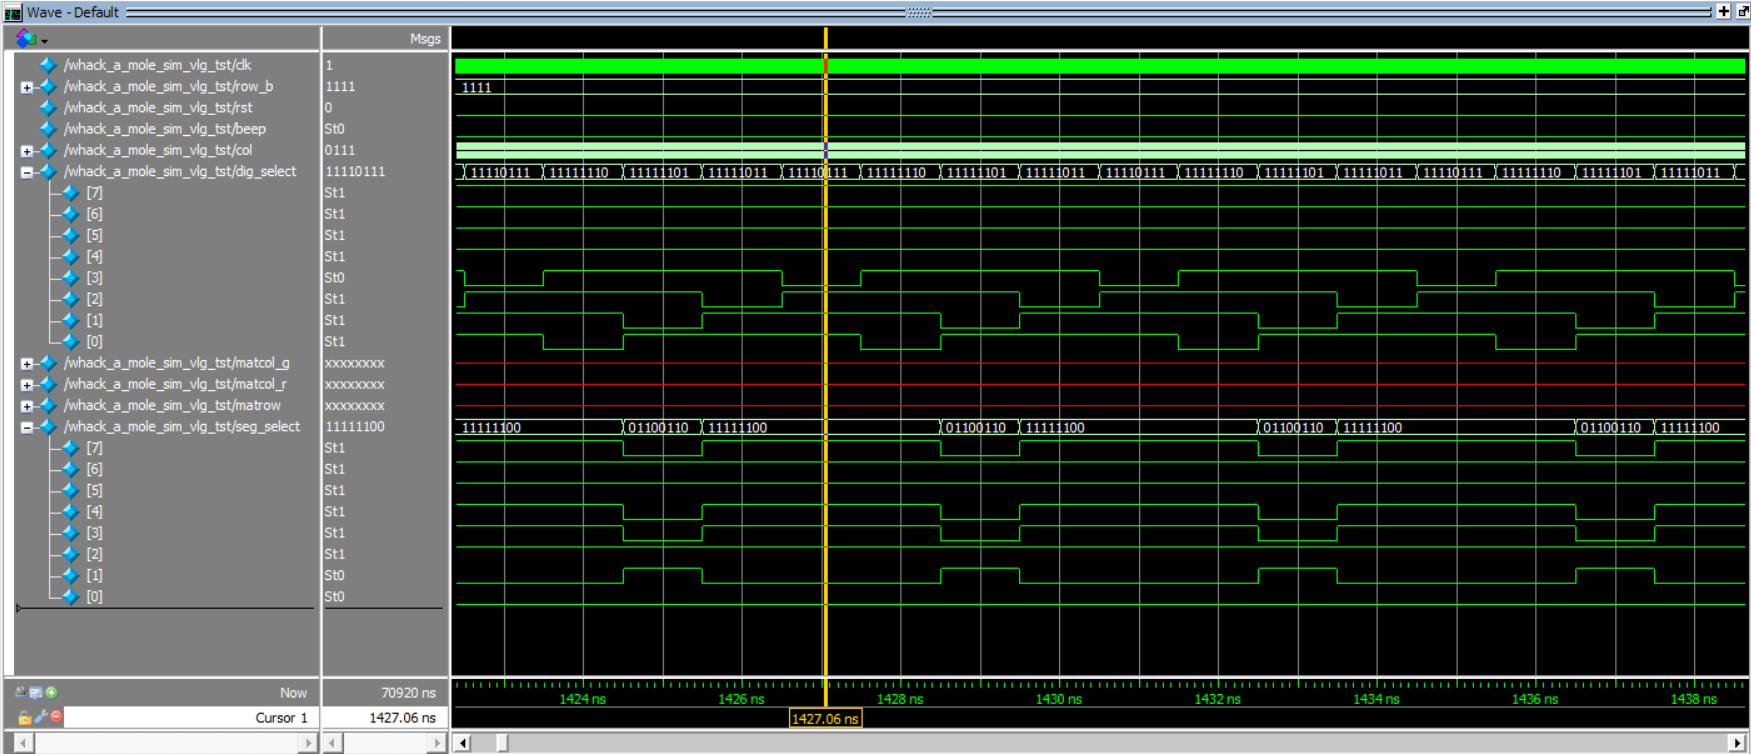 Wave - Default
Msgs
/whack_a_mole_sim_vlg_tst/clk 1
/whack_a_mole_sim_vlg_tst/row_b 1111 1111
/whack_a_mole_sim_vlg_tst/rst 0
/whack_a_mole_sim_vlg_tst/beep St0
/whack_a_mole_sim_vlg_tst/col 0111
/whack_a_mole_sim_vlg_tst/dig_select 11110111 11110111 11111110 11111101 11111011 11110111 11111110 11111101 11111011 11110111 11111110 11111101 11111011 11110111 11111110 11111101 11111011
[7] St1
[6] St1
[5] St1
[4] St1
[3] St0
[2] St1
[1] St1
[0] St1
/whack_a_mole_sim_vlg_tst/matcol_g xxxxxxxx
/whack_a_mole_sim_vlg_tst/matcol_r xxxxxxxx
/whack_a_mole_sim_vlg_tst/matrow xxxxxxxx
/whack_a_mole_sim_vlg_tst/seg_select 11111100 11111100 01100110 11111100 01100110 11111100 01100110 11111100 01100110 11111100
[7] St1
[6] St1
[5] St1
[4] St1
[3] St1
[2] St1
[1] St0
[0] St0
Now 70920 ns 1424 ns 1426 ns 1428 ns 1430 ns 1432 ns 1434 ns 1436 ns 1438 ns
Cursor 1 1427.06 ns 1427.06 ns